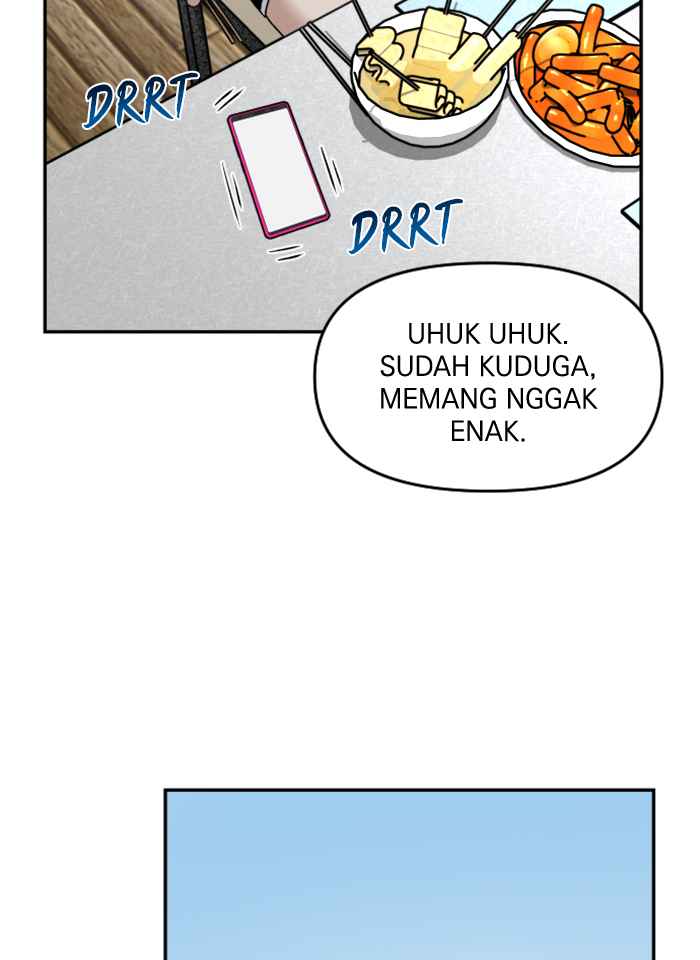 DRRT
DRRT
UHUK UHUK.
SUDAH KUDUGA,
MEMANG NGGAK
ENAK.